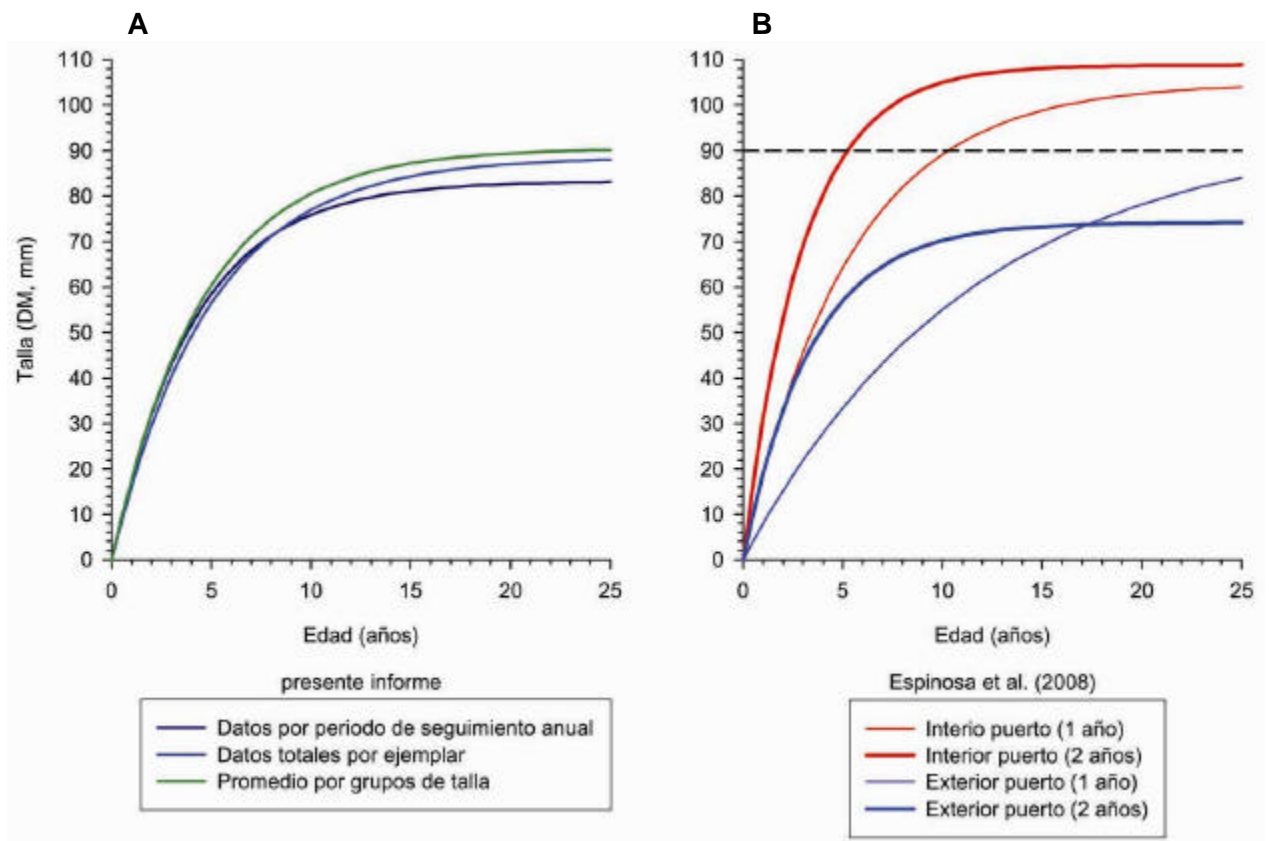 A
B
110
100
90
80
70
60
50
40
30
20
10
0
Talla (DM, mm)
0 5 10 15 20 25
Edad (años)
presente informe
Datos por periodo de seguimiento anual
Datos totales por ejemplar
Promedio por grupos de talla
110
100
90
80
70
60
50
40
30
20
10
0
0 5 10 15 20 25
Edad (años)
Espinosa et al. (2008)
Interio puerto (1 año)
Interior puerto (2 años)
Exterior puerto (1 año)
Exterior puerto (2 años)